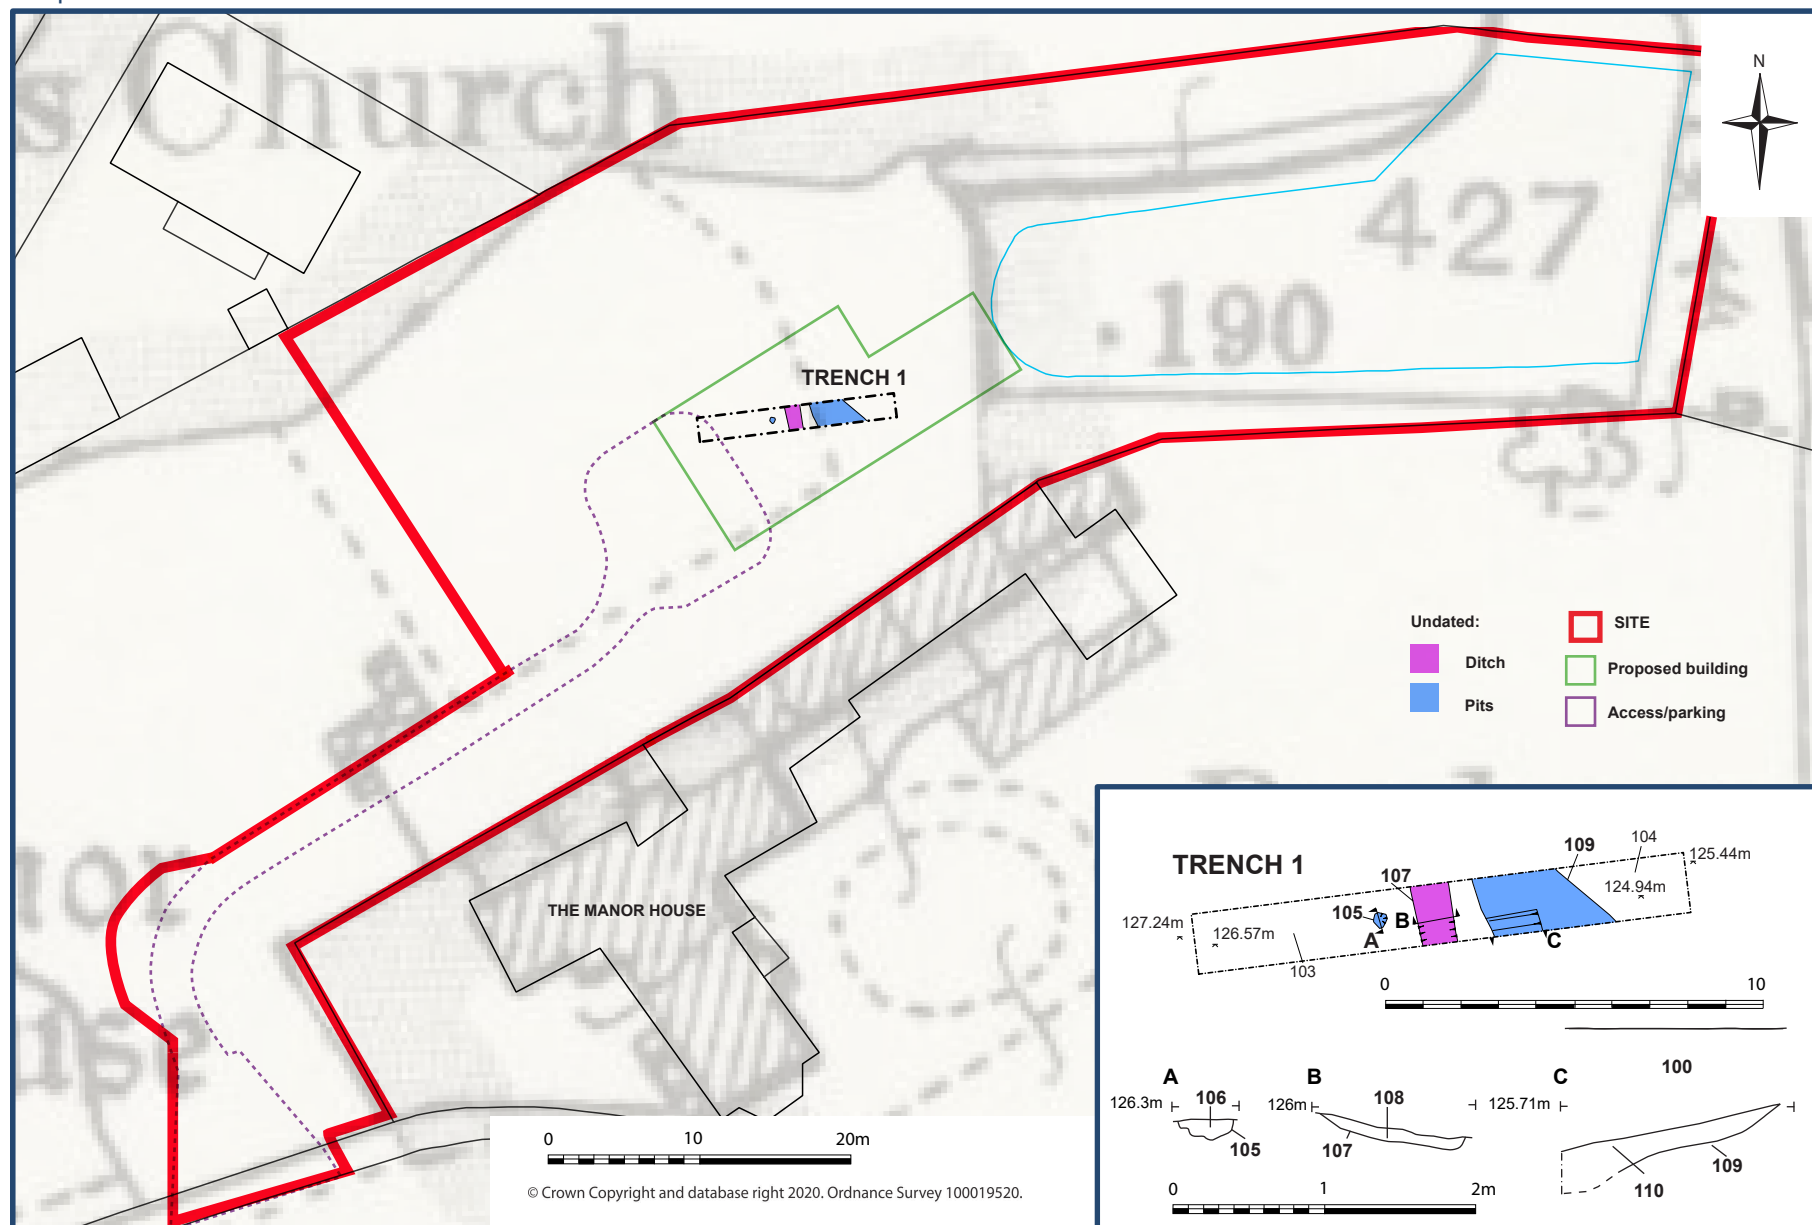 s Church
N
427
.190
TRENCH 1
Undated:
Ditch
Pits
SITE
Proposed building
Access/parking
nor
use
THE MANOR HOUSE
0 10 20m
© Crown Copyright and database right 2020. Ordnance Survey 100019520.
TRENCH 1
107
109
104
125.44m
124.94m
105
B
127.24m
126.57m
A
C
103
0 10
100
A
B
C
126.3m
106
126m
108
125.71m
105
107
109
110
0 1 2m